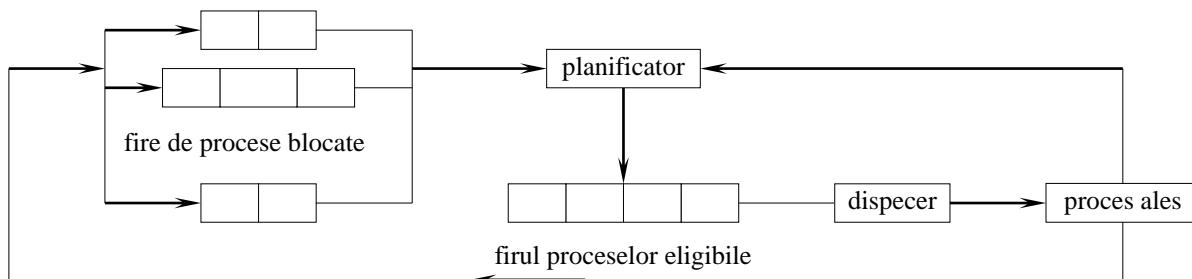 planificator
fire de procese blocate
dispecer
proces ales
firul proceselor eligibile